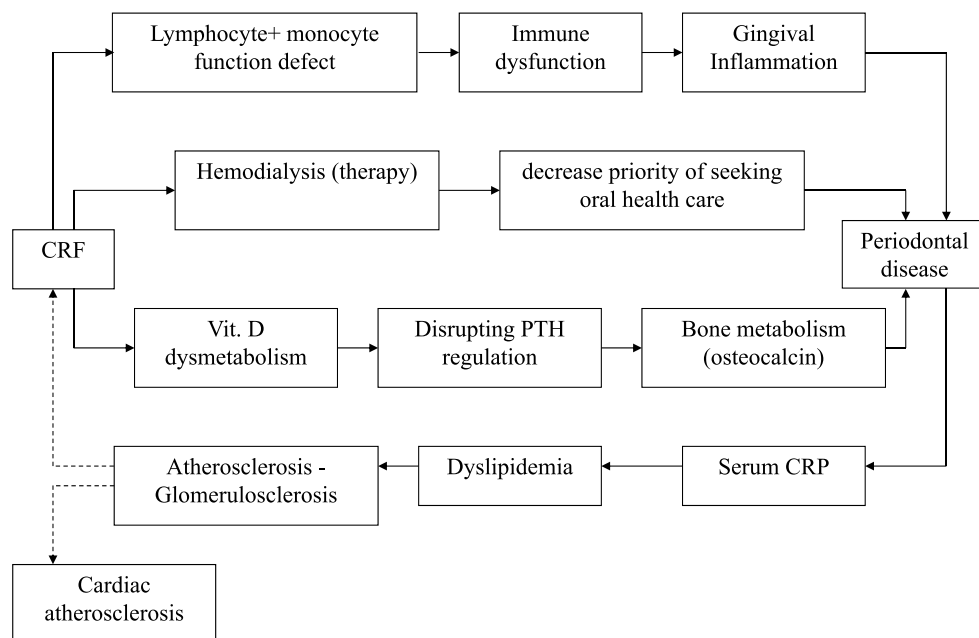 Lymphocyte+ monocyte
function defect
Immune
dysfunction
Gingival
Inflammation
Hemodialysis (therapy)
decrease priority of seeking
oral health care
CRF
Periodontal
disease
Vit. D
dysmetabolism
Disrupting PTH
regulation
Bone metabolism
(osteocalcin)
Atherosclerosis -
Glomerulosclerosis
Dyslipidemia
Serum CRP
Cardiac
atherosclerosis